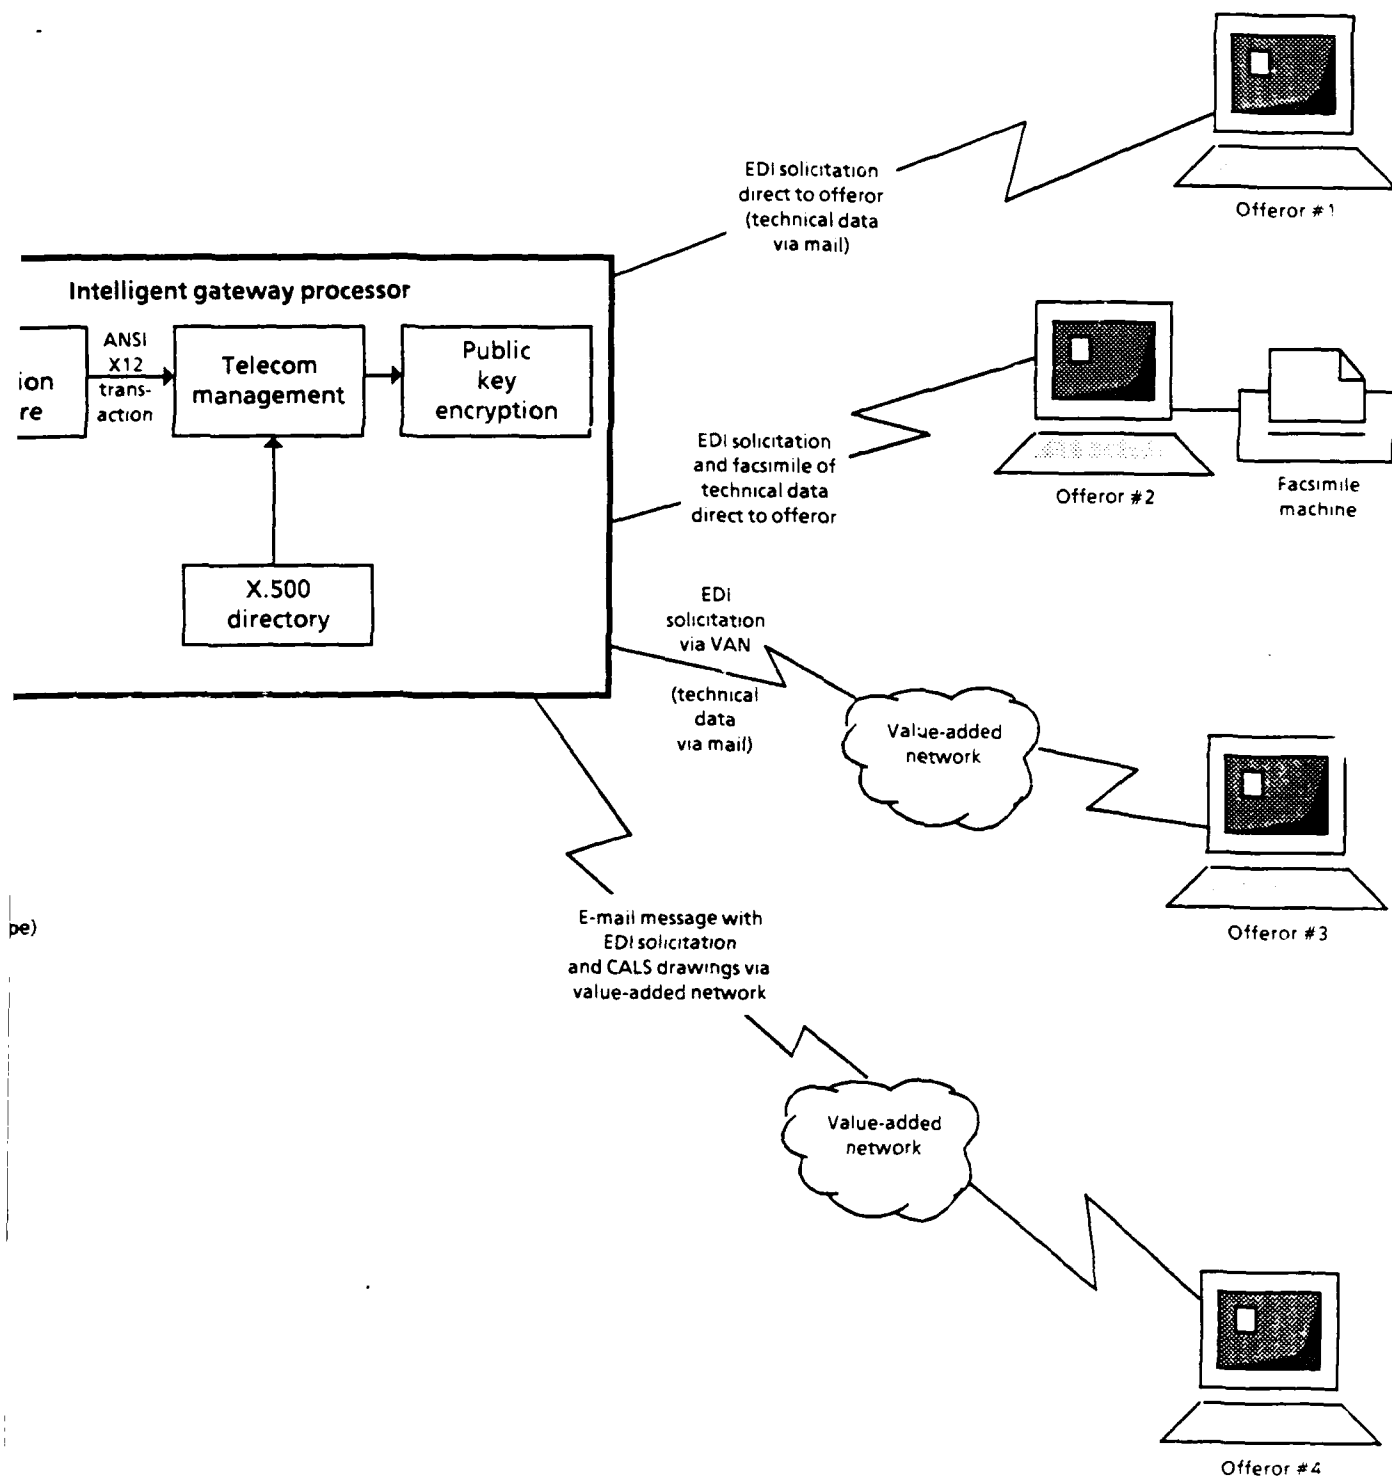 EDI solicitation
direct to offeror
(technical data
via mail)
Offeror #1
Intelligent gateway processor
ion
re
ANSI
X12
trans-
action
Telecom
management
Public
key
encryption
X.500
directory
EDI solicitation
and facsimile of
technical data
direct to offeror
Offeror #2
Facsimile
machine
EDI
solicitation
via VAN
(technical
data
via mail)
Value-added
network
Offeror #3
pe)
E-mail message with
EDI solicitation
and CALS drawings via
value-added network
Value-added
network
Offeror #4